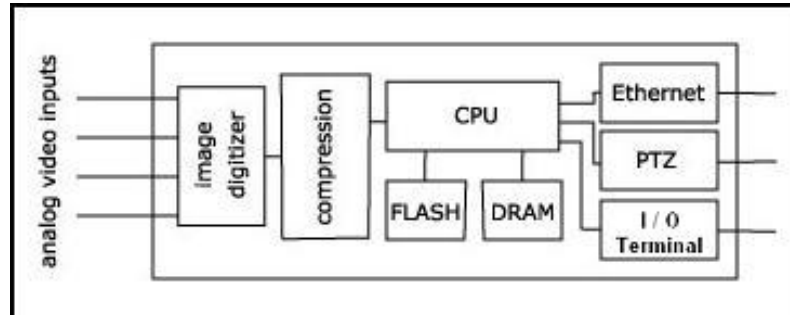 analog video inputs
image
digitizer
compression
CPU
FLASH
DRAM
Ethernet
PTZ
I / O
Terminal